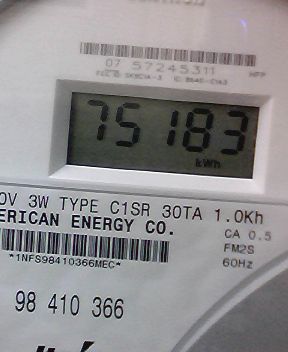 07 57245311
75183
kWh
0V 3W TYPE C1SR 30TA 1.0Kh
ERICAN ENERGY CO.
CA 0.5
FM2S
*1NFS98410366MEC*
60Hz
98 410 366